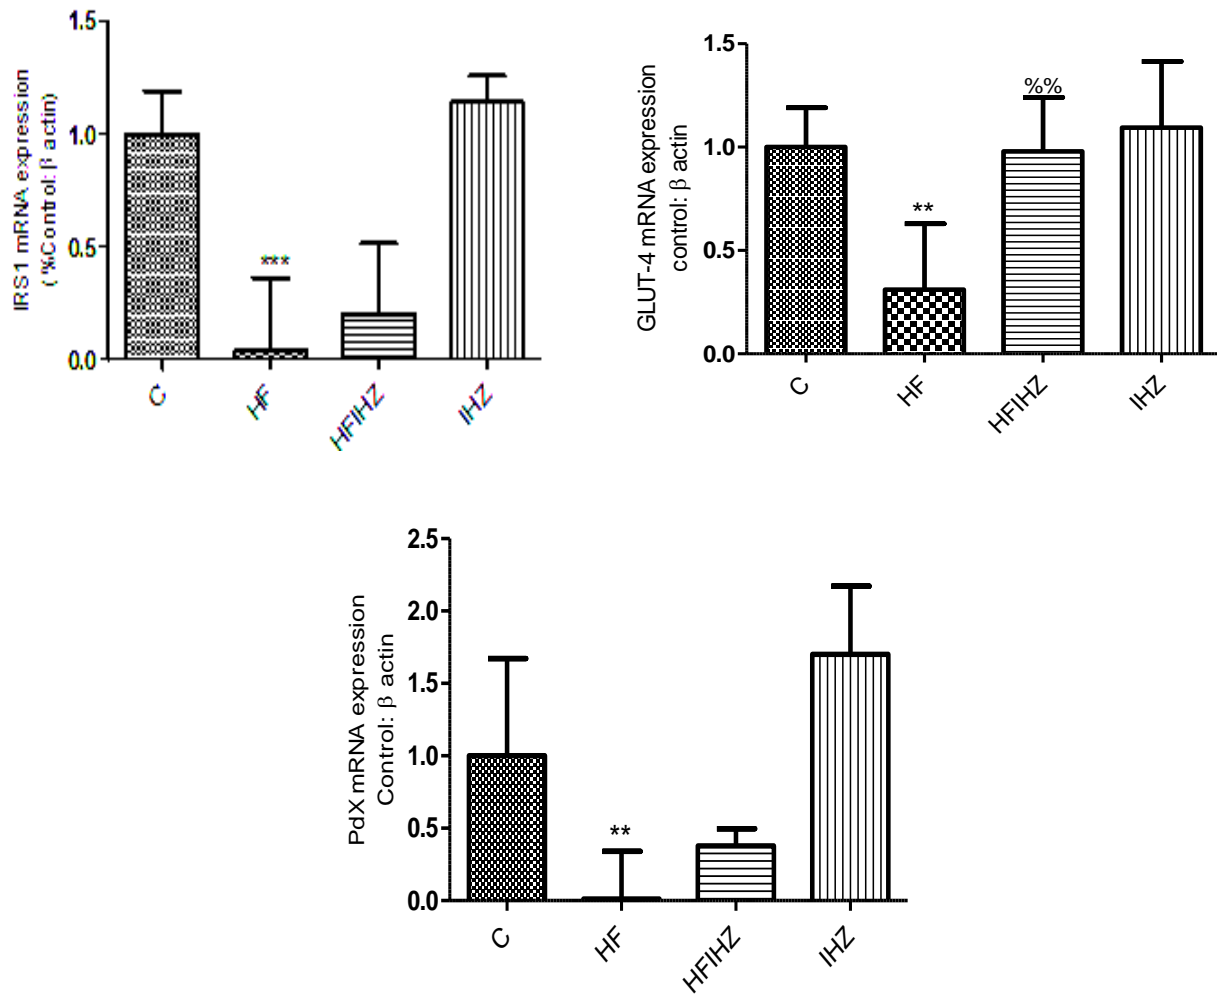 IRS1 mRNA expression
(%Control: β actin)
1.5
1.0
0.5
0.0
***
C
HF
HFIHZ
IHZ
GLUT-4 mRNA expression
control: β actin
1.5
1.0
0.5
0.0
**
%%
C
HF
HFIHZ
IHZ
PdX mRNA expression
Control: β actin
2.5
2.0
1.5
1.0
0.5
0.0
**
C
HF
HFIHZ
IHZ